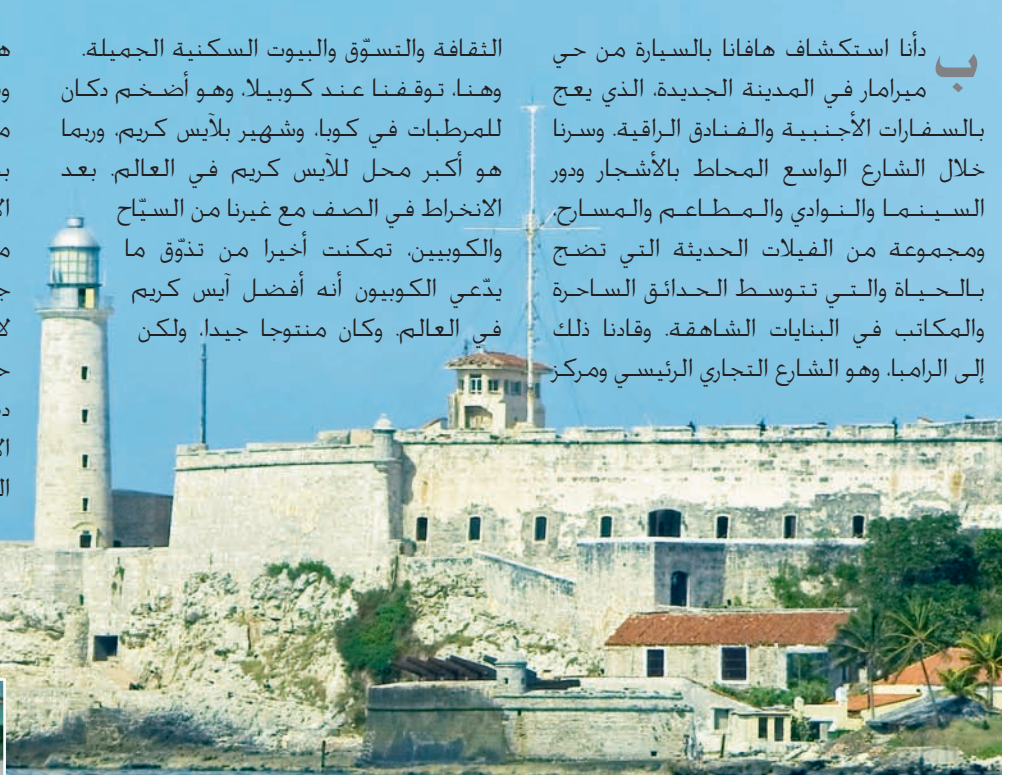 بدأنا استكشاف هافانا بالسيارة من حي
ميرامار في المدينة الجديدة، الذي يعج
بالسفارات الأجنبية والفنادق الراقية. وسرنا
خلال الشارع الواسع المحاط بالأشجار ودور
السينما والنوادي والمطاعم والمسارح،
ومجموعة من الفيلات الحديثة التي تضج
بالحياة والتي تتوسط الحدائق الساحرة
والمكاتب في البنايات الشاهقة. وقادنا ذلك
إلى الرامبا، وهو الشارع التجاري الرئيسي ومركز
الثقافة والتسوّق والبيوت السكنية الجميلة.
وهنا، توقفنا عند كوبيلا، وهو أضخم دكان
للمرطبات في كوبا، وشهير بلآيس كريم، وربما
هو أكبر محل للآيس كريم في العالم. بعد
الانخراط في الصف مع غيرنا من السيّاح
والكوبيين، تمكنت أخيرا من تذوّق ما
يدّعي الكوبيون أنه أفضل آيس كريم
في العالم. وكان منتوجا جيدا، ولكن